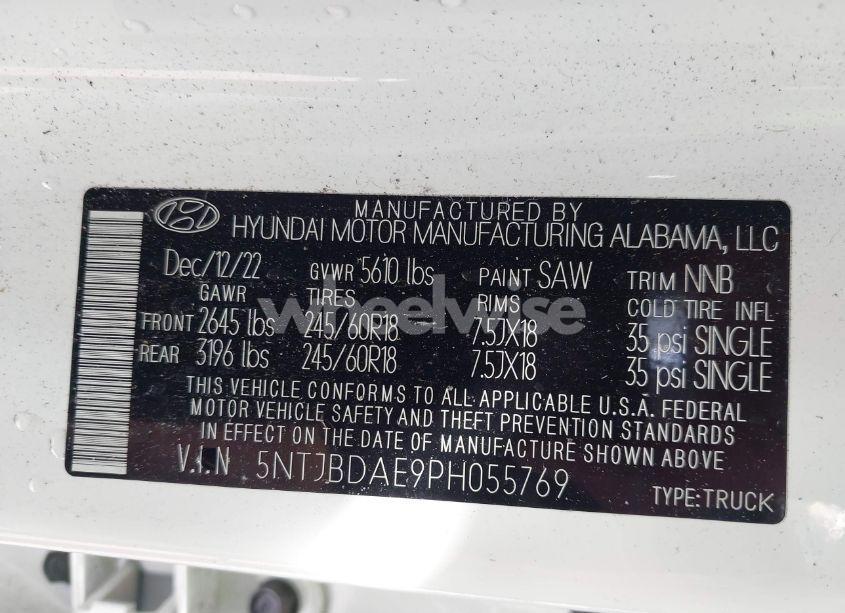 MANUFACTURED BY
HYUNDAI MOTOR MANUFACTURING ALABAMA, LLC
Dec/12/22 GVWR 5610 lbs PAINT SAW TRIM NNB
GAWR TIRES RIMS COLD TIRE INFL
wheelwise
FRONT 2645 lbs 245/60R18 7.5JX18 35 psi SINGLE
REAR 3196 lbs 245/60R18 7.5JX18 35 psi SINGLE
THIS VEHICLE CONFORMS TO ALL APPLICABLE U.S.A. FEDERAL
MOTOR VEHICLE SAFETY AND THEFT PREVENTION STANDARDS
IN EFFECT ON THE DATE OF MANUFACTURE SHOWN ABOVE.
V.I.N 5NTJBDAE9PH055769
TYPE:TRUCK